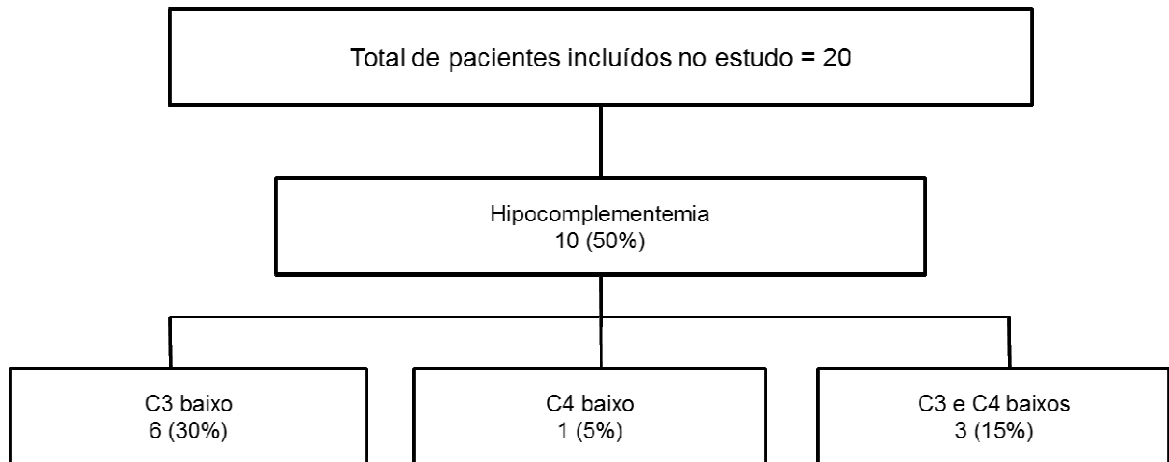 Total de pacientes incluídos no estudo = 20
Hipocomplementemia
10 (50%)
C3 baixo
6 (30%)
C4 baixo
1 (5%)
C3 e C4 baixos
3 (15%)